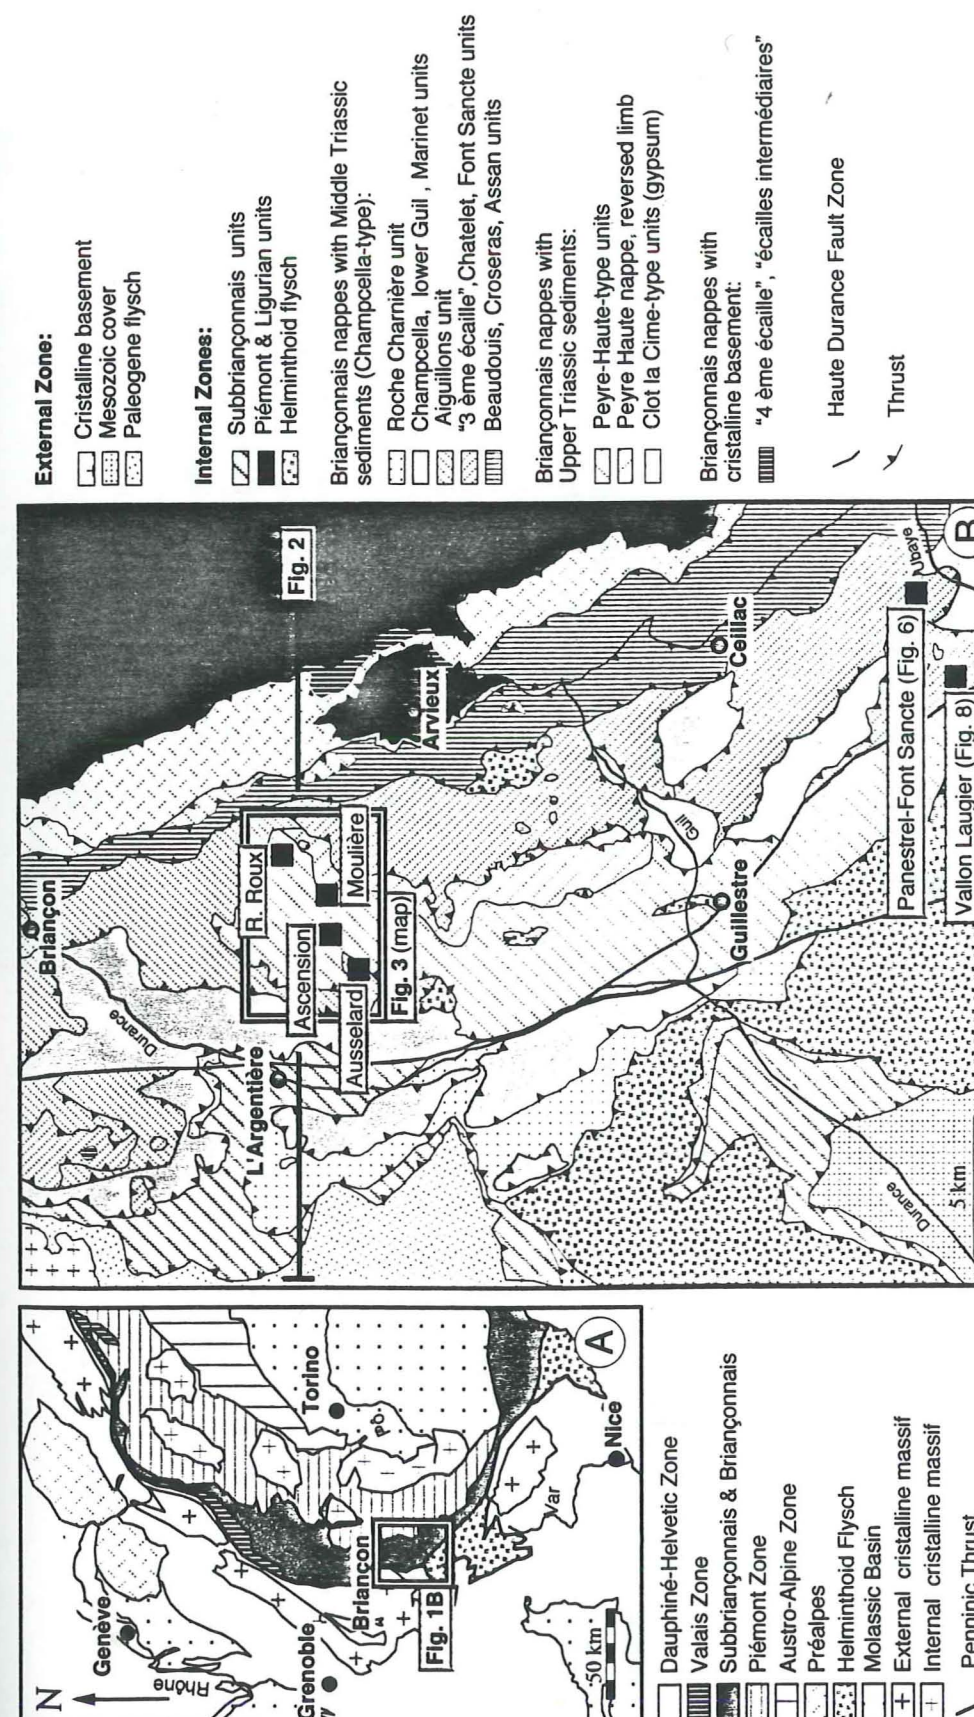 N
Genève
Rhône
Grenoble
Torino
Po
Briançon
Fig. 1B
Var
Nice
50 km
A
Dauphiné-Helvetic Zone
Valais Zone
Subbriançonnais & Briançonnais
Piémont Zone
Austro-Alpine Zone
Préalpes
Helminthoid Flysch
Molassic Basin
External cristalline massif
Internal cristalline massif
Penninic Thrust
Briançon
Durance
L'Argentière
R. Roux
Ascension
Moulière
Ausselard
Fig. 3 (map)
Fig. 2
Arvieux
Guil
Guillestre
Ceillac
Durance
5 km
Panestrel-Font Sancte (Fig. 6)
Vallon Laugier (Fig. 8)
Ubaye
B
External Zone:
Cristalline basement
Mesozoic cover
Paleogene flysch
Internal Zones:
Subbriançonnais units
Piémont & Ligurian units
Helminthoid flysch
Briançonnais nappes with Middle Triassic
sediments (Champcella-type):
Roche Charnière unit
Champcella, lower Guil , Marinet units
Aiguillons unit
"3 ème écaille",Chatelet, Font Sancte units
Beaudouis, Croseras, Assan units
Briançonnais nappes with
Upper Triassic sediments:
Peyre-Haute-type units
Peyre Haute nappe, reversed limb
Clot la Cime-type units (gypsum)
Briançonnais nappes with
cristalline basement:
"4 ème écaille", "écailles intermédiaires"
Haute Durance Fault Zone
Thrust